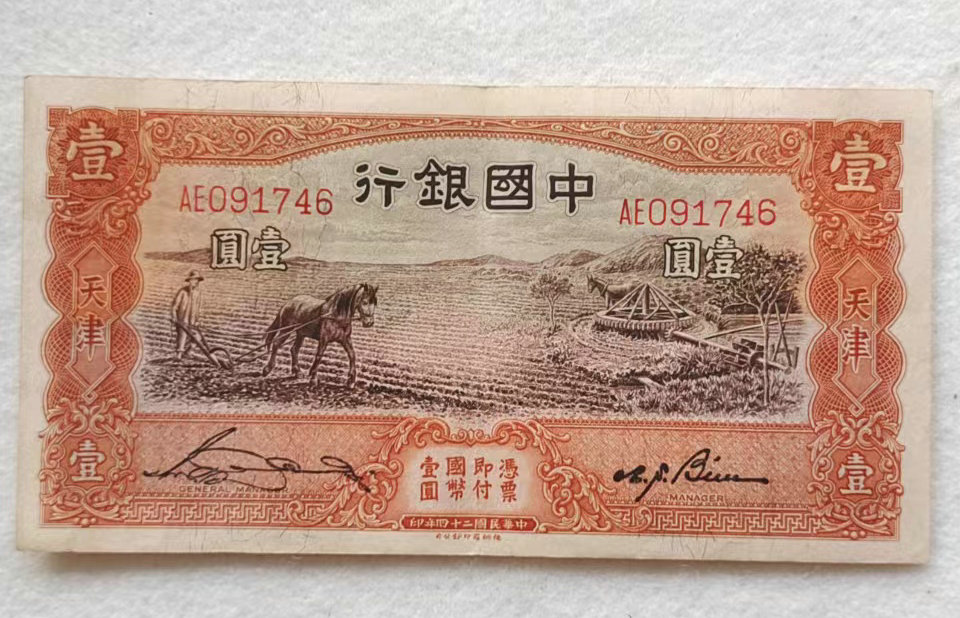 壹
壹
中國銀行
AE091746
AE091746
壹圓
壹圓
天津
天津
憑票
即付
國幣
壹圓
壹
壹
GENERAL MANAGER
MANAGER
中華民國二十四年印